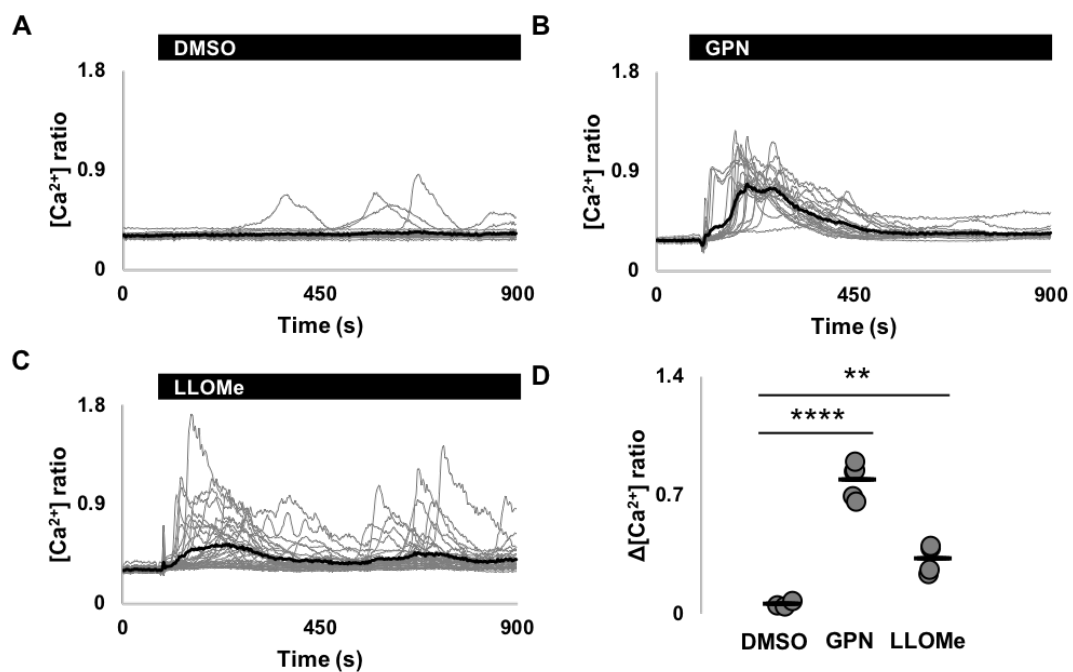 A
DMSO
1.8
0.9
0
[Ca²⁺] ratio
0 450 900
Time (s)
B
GPN
1.8
0.9
0
[Ca²⁺] ratio
0 450 900
Time (s)
C
LLOMe
1.8
0.9
0
[Ca²⁺] ratio
0 450 900
Time (s)
D
1.4
0.7
0
Δ[Ca²⁺] ratio
**
****
DMSO GPN LLOMe